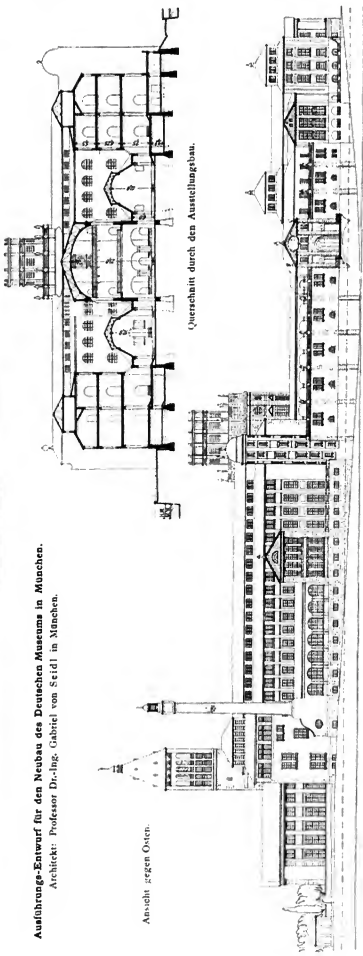 Ausführungs-Entwurf für den Neubau des Deutschen Museums in München.
Architekt: Professor Dr.-Ing. Gabriel von Seidl in München.
Querschnitt durch den Ausstellungsbau.
Ansicht gegen Osten.